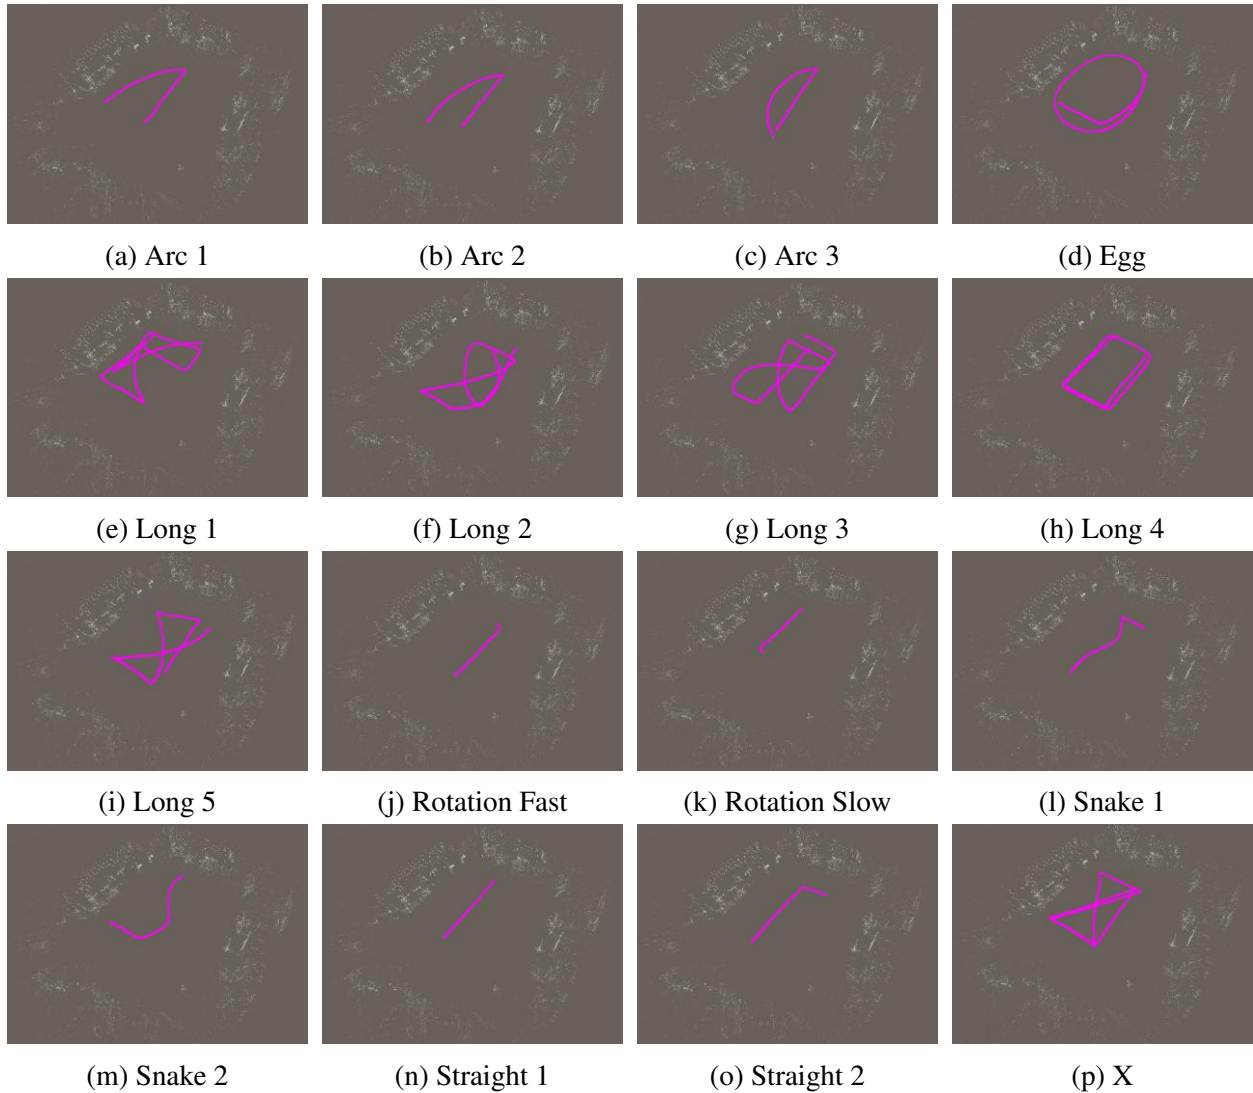 (a) Arc 1
(b) Arc 2
(c) Arc 3
(d) Egg
(e) Long 1
(f) Long 2
(g) Long 3
(h) Long 4
(i) Long 5
(j) Rotation Fast
(k) Rotation Slow
(l) Snake 1
(m) Snake 2
(n) Straight 1
(o) Straight 2
(p) X